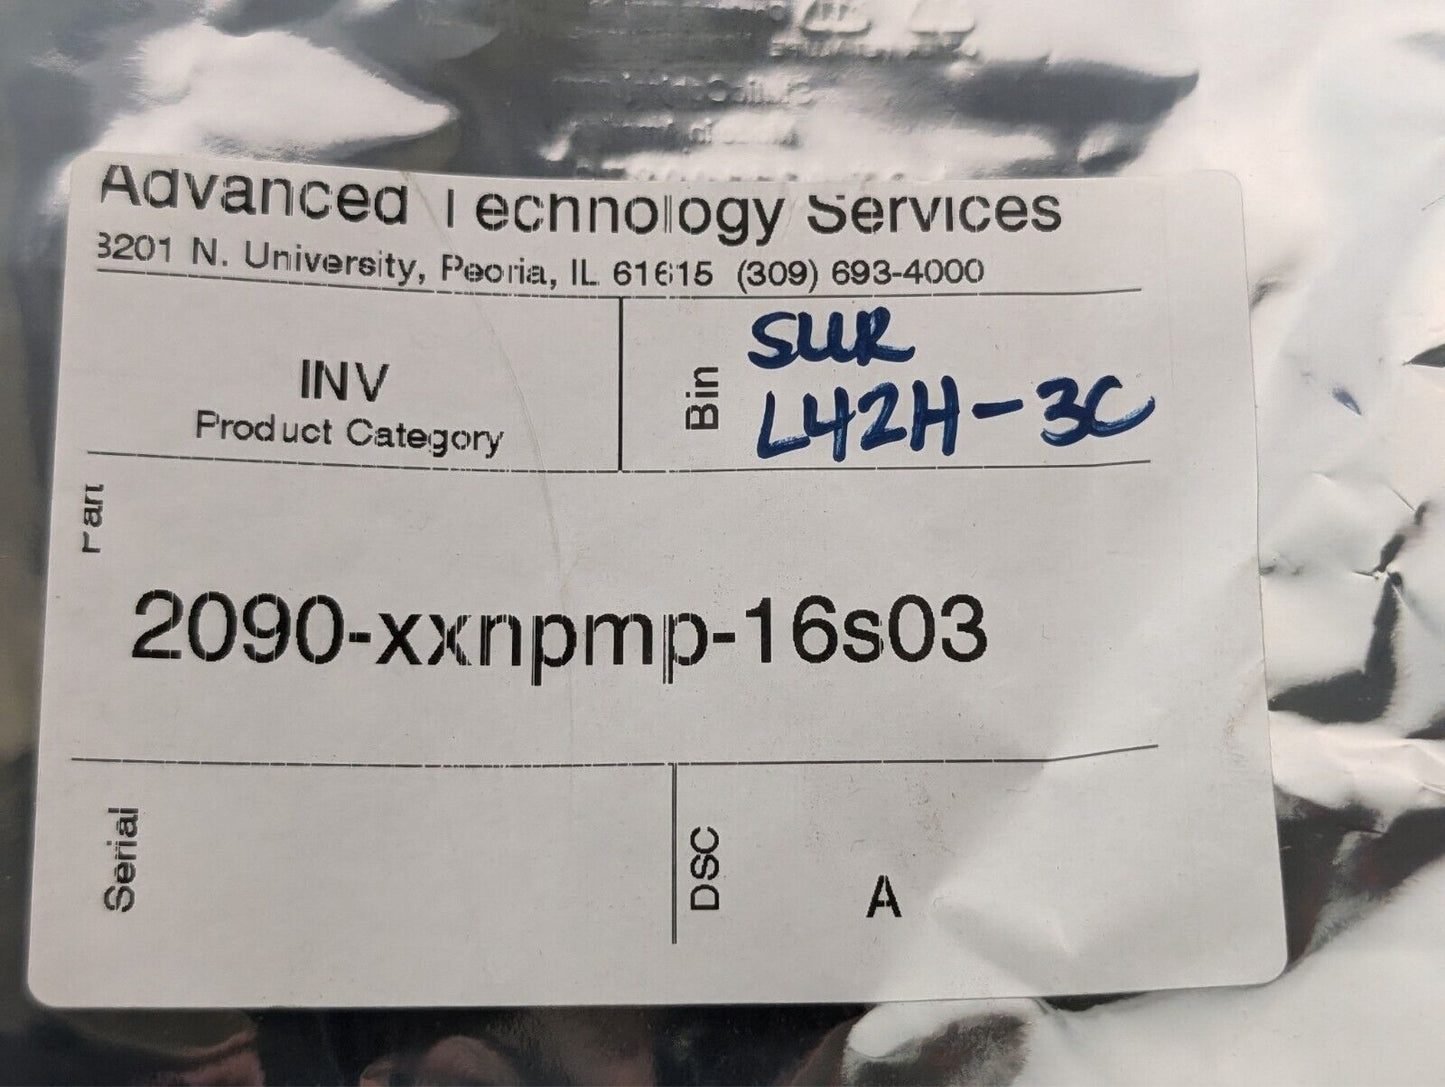 Advanced Technology Services
3201 N. University, Peoria, IL 61615 (309) 693-4000
INV
Product Category
Bin
SUR
L42H-3C
Part
2090-xxnpmp-16s03
Serial
DSC
A